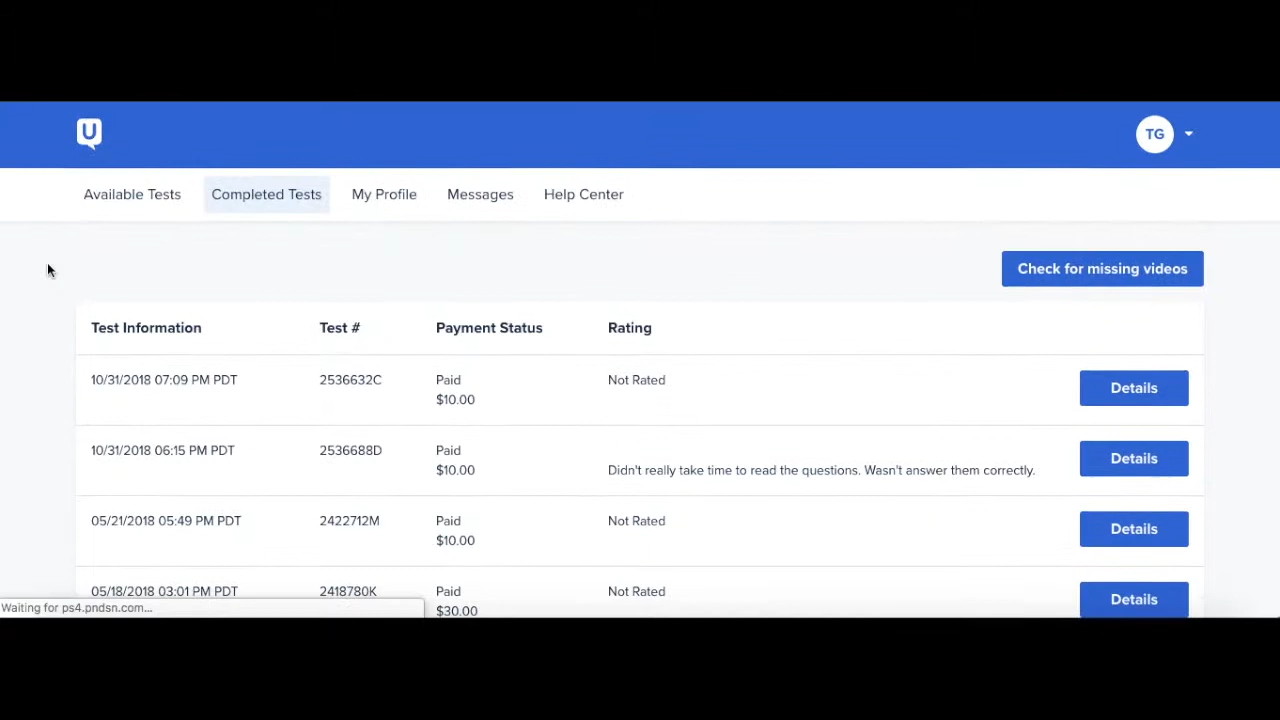 U
TG
Available Tests Completed Tests My Profile Messages Help Center
Check for missing videos
Test Information Test # Payment Status Rating
10/31/2018 07:09 PM PDT 2536632C Paid Not Rated Details
$10.00
10/31/2018 06:15 PM PDT 2536688D Paid Details
$10.00 Didn't really take time to read the questions. Wasn't answer them correctly.
05/21/2018 05:49 PM PDT 2422712M Paid Not Rated Details
$10.00
05/18/2018 03:01 PM PDT 2418780K Paid Not Rated Details
$30.00
Waiting for ps4.pndsn.com...